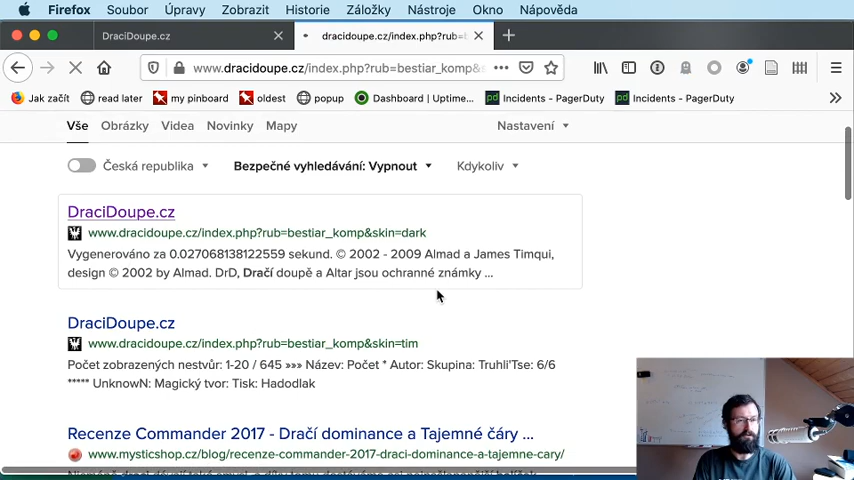 Firefox Soubor Úpravy Zobrazit Historie Záložky Nástroje Okno Nápověda
DraciDoupe.cz dracidoupe.cz/index.php?rub=b
www.dracidoupe.cz/index.php?rub=bestiar_komp&s
Jak začít read later my pinboard oldest popup Dashboard | Uptime... Incidents - PagerDuty Incidents - PagerDuty
Vše Obrázky Videa Novinky Mapy Nastavení
Česká republika Bezpečné vyhledávání: Vypnout Kdykoliv
DraciDoupe.cz
www.dracidoupe.cz/index.php?rub=bestiar_komp&skin=dark
Vygenerováno za 0.027068138122559 sekund. © 2002 - 2009 Almad a James Timqui,
design © 2002 by Almad. DrD, Dračí doupě a Altar jsou ochranné známky ...
DraciDoupe.cz
www.dracidoupe.cz/index.php?rub=bestiar_komp&skin=tim
Počet zobrazených nestvůr: 1-20 / 645 »»» Název: Počet * Autor: Skupina: Truhli'Tse: 6/6
***** UnknowN: Magický tvor: Tisk: Hadodlak
Recenze Commander 2017 - Dračí dominance a Tajemné čáry ...
www.mysticshop.cz/blog/recenze-commander-2017-draci-dominance-a-tajemne-cary/